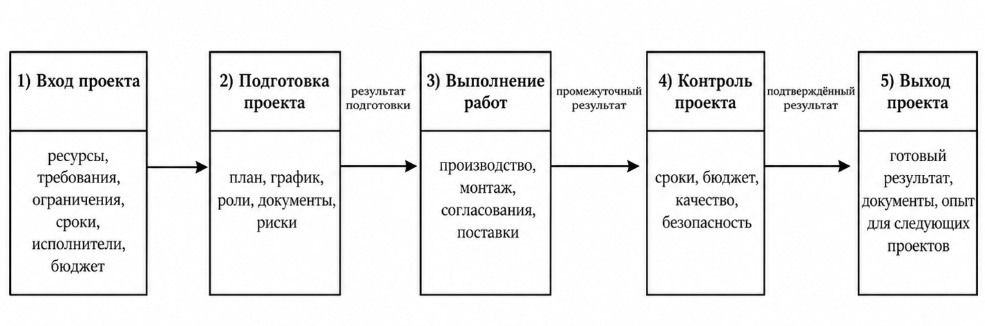 1) Вход проекта
ресурсы,
требования,
ограничения,
сроки,
исполнители,
бюджет
2) Подготовка
проекта
план, график,
роли, документы,
риски
результат
подготовки
3) Выполнение
работ
производство,
монтаж,
согласования,
поставки
промежуточный
результат
4) Контроль
проекта
сроки, бюджет,
качество,
безопасность
подтверждённый
результат
5) Выход
проекта
готовый
результат,
документы, опыт
для следующих
проектов